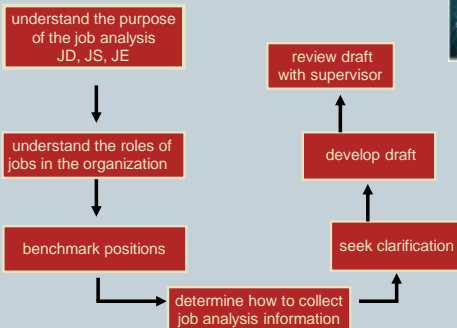 understand the purpose
of the job analysis
JD, JS, JE
understand the roles of
jobs in the organization
benchmark positions
determine how to collect
job analysis information
seek clarification
develop draft
review draft
with supervisor